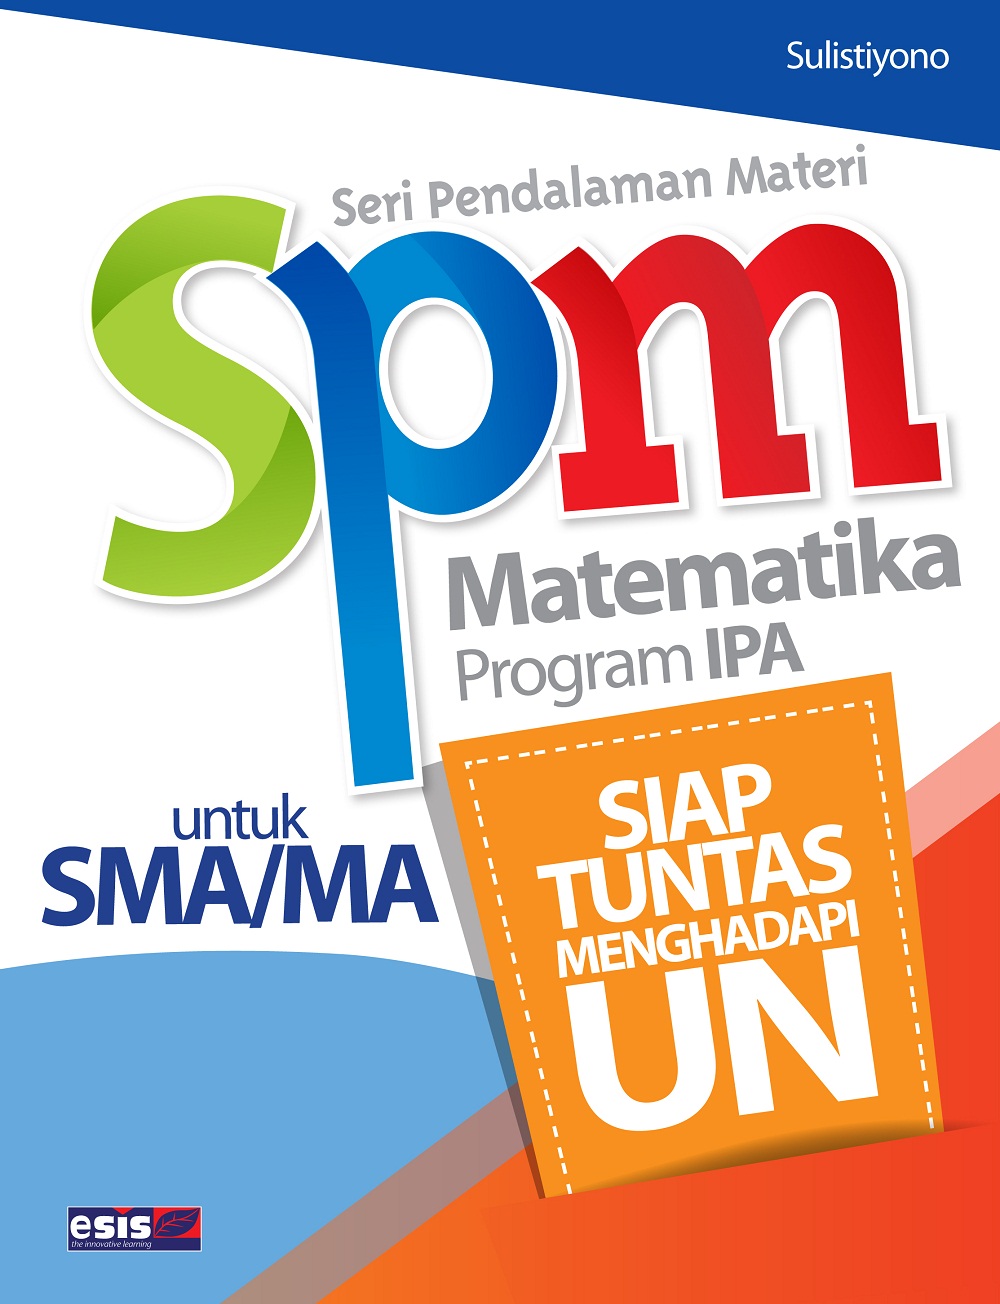 Sulistiyono
Seri Pendalaman Materi
spm
Matematika
Program IPA
untuk
SMA/MA
SIAP
TUNTAS
MENGHADAPI
UN
esis
the innovative learning